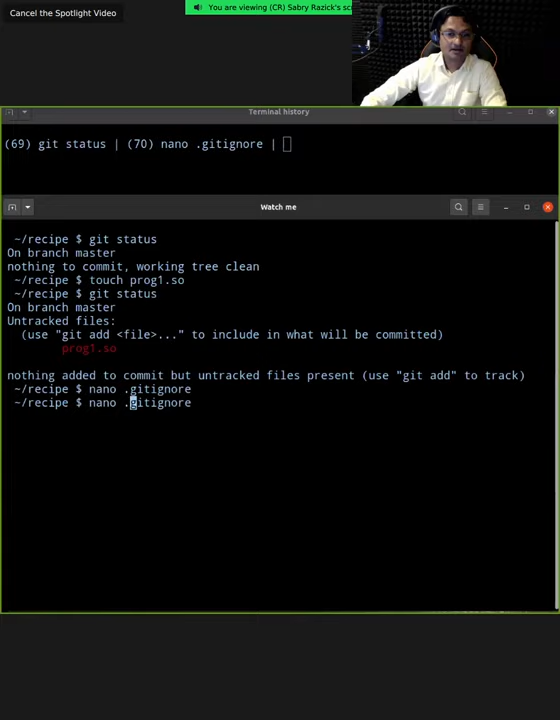 Cancel the Spotlight Video
You are viewing (CR) Sabry Razick's scr
Terminal history
(69) git status | (70) nano .gitignore |
Watch me
~/recipe $ git status
On branch master
nothing to commit, working tree clean
~/recipe $ touch prog1.so
~/recipe $ git status
On branch master
Untracked files:
(use "git add <file>..." to include in what will be committed)
prog1.so
nothing added to commit but untracked files present (use "git add" to track)
~/recipe $ nano .gitignore
~/recipe $ nano .gitignore